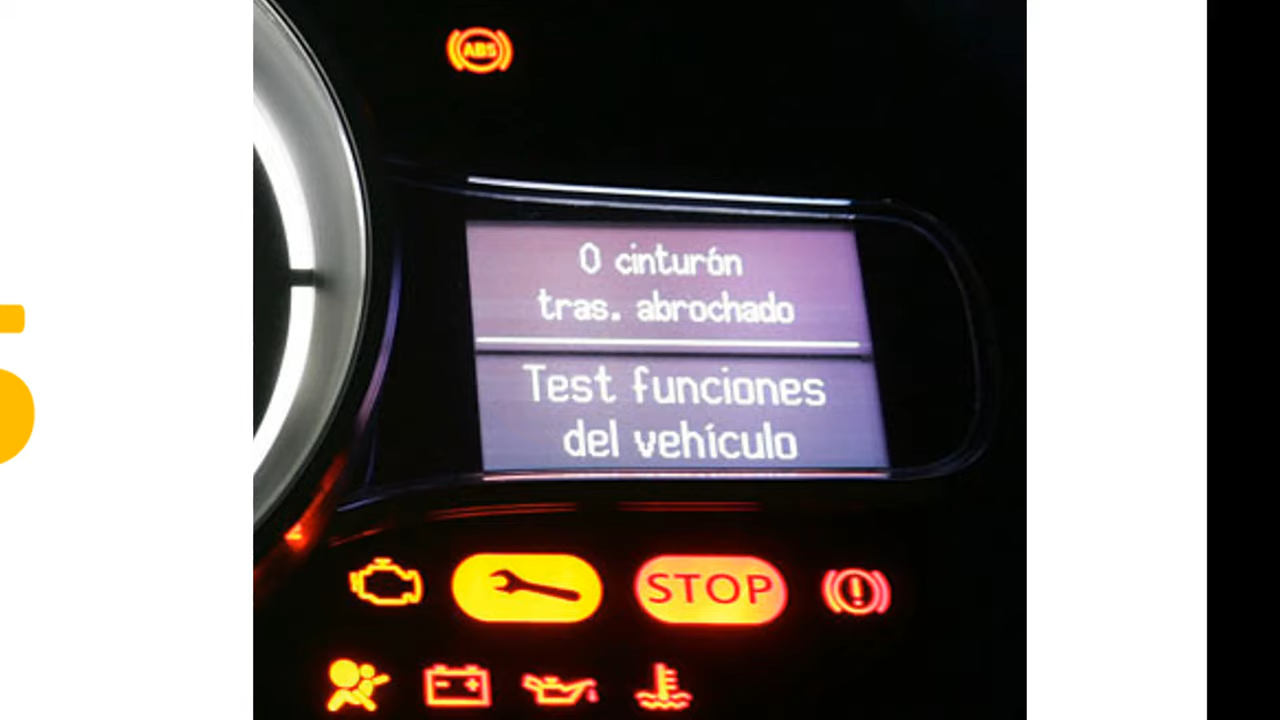 ABS
0 cinturón
tras. abrochado
Test funciones
del vehículo
STOP